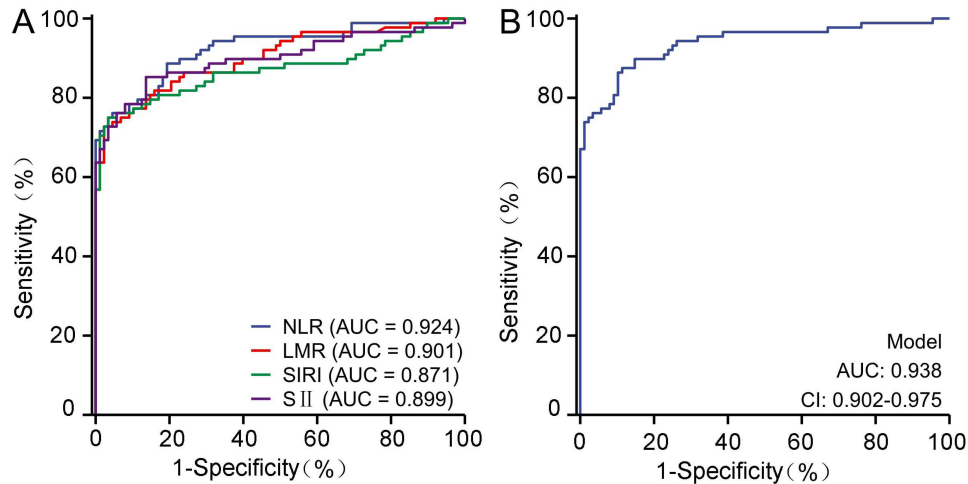 A
100
80
60
40
20
0
Sensitivity（%）
0
20
40
60
80
100
1-Specificity(%）
NLR (AUC = 0.924)
LMR (AUC = 0.901)
SIRI (AUC = 0.871)
SⅡ (AUC = 0.899)
B
100
80
60
40
20
0
Sensitivity（%）
0
20
40
60
80
100
1-Specificity(%）
Model
AUC: 0.938
CI: 0.902-0.975